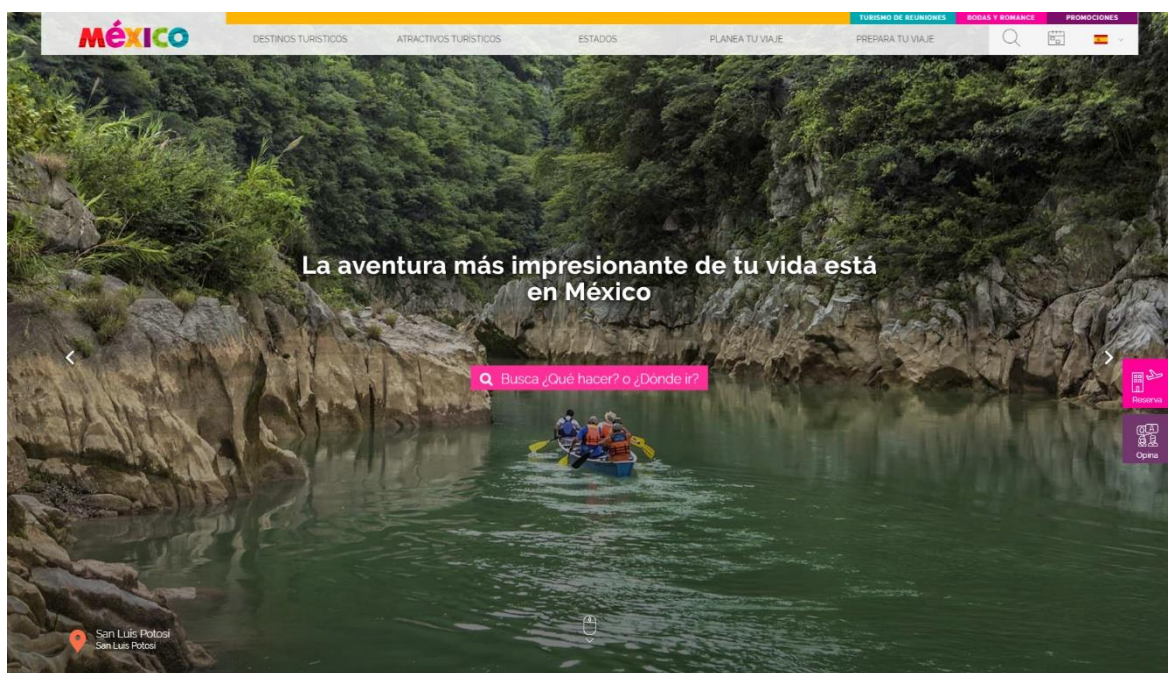 TURISMO DE REUNIONES BODAS Y ROMANCE PROMOCIONES
MéxICO DESTINOS TURÍSTICOS ATRACTIVOS TURÍSTICOS ESTADOS PLANEA TU VIAJE PREPARA TU VIAJE
La aventura más impresionante de tu vida está
en México
Busca ¿Qué hacer? o ¿Dónde ir?
Reserva
Q A
Opina
San Luis Potosí
San Luis Potosí